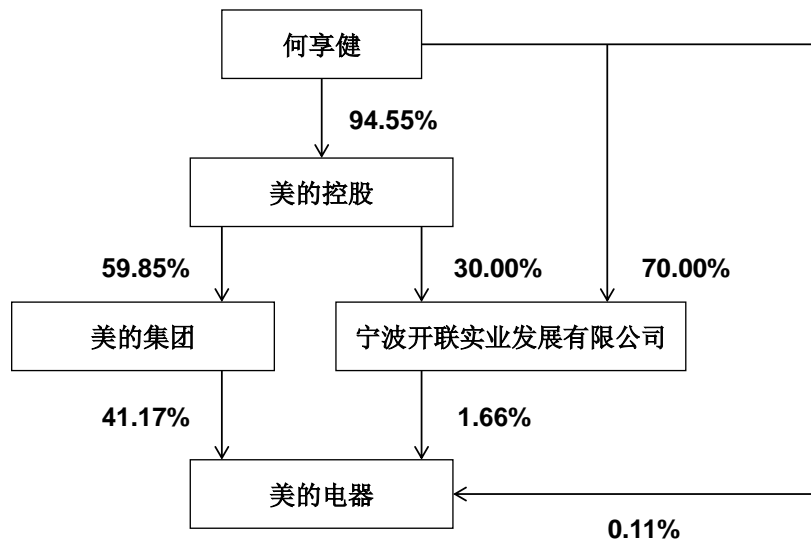 何享健
94.55%
美的控股
59.85%
30.00%
70.00%
美的集团
宁波开联实业发展有限公司
41.17%
1.66%
美的电器
0.11%